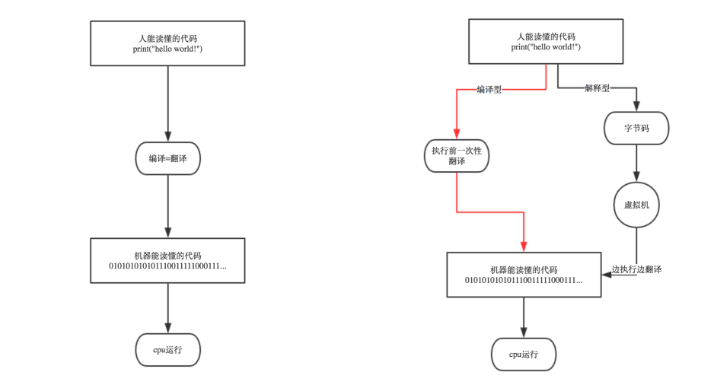 人能读懂的代码
print("hello world!")
编译=翻译
机器能读懂的代码
010101010101110011111000111...
cpu运行
人能读懂的代码
print("hello world!")
编译型
解释型
执行前一次性
翻译
字节码
虚拟机
边执行边翻译
机器能读懂的代码
010101010101110011111000111...
cpu运行